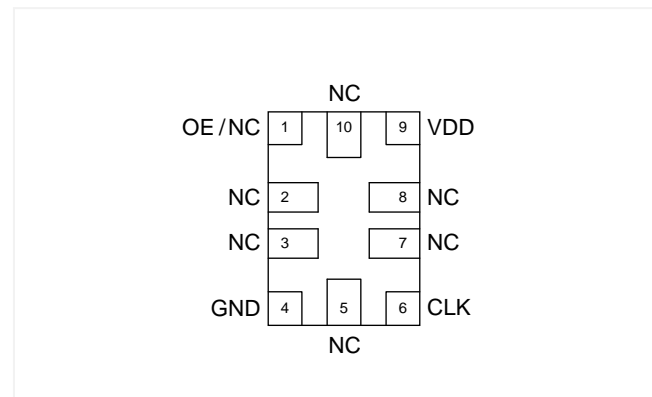 NC
OE/NC 1 10 9 VDD
NC 2 8 NC
NC 3 7 NC
GND 4 5 6 CLK
NC